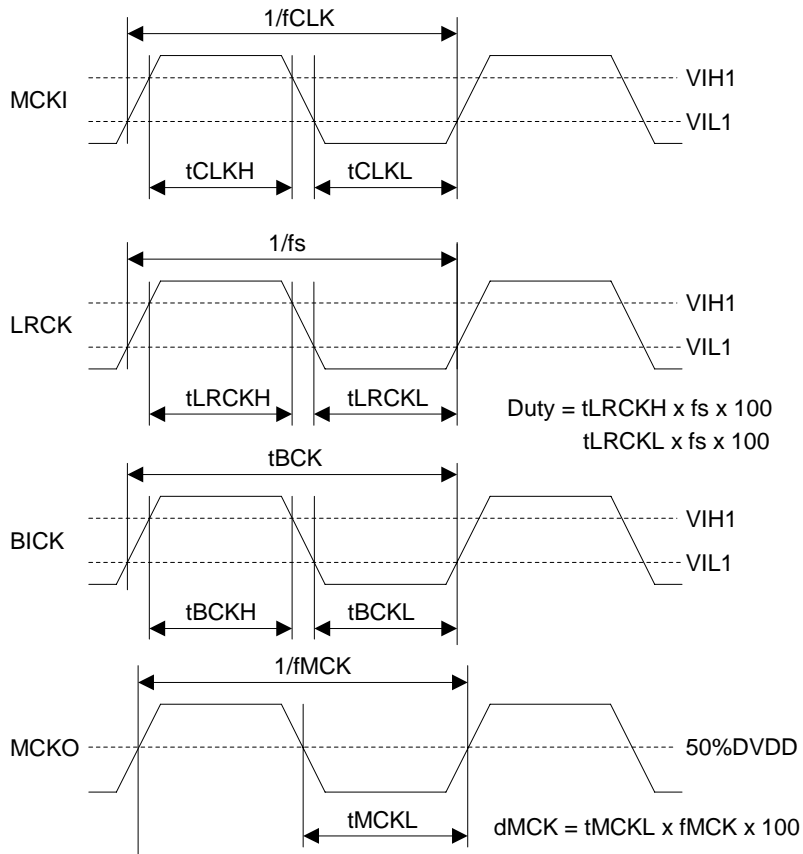 1/fCLK
MCKI
VIH1
VIL1
tCLKH
tCLKL
1/fs
LRCK
VIH1
VIL1
tLRCKH
tLRCKL
Duty = tLRCKH x fs x 100
tLRCKL x fs x 100
tBCK
BICK
VIH1
VIL1
tBCKH
tBCKL
1/fMCK
MCKO
50%DVDD
tMCKL
dMCK = tMCKL x fMCK x 100